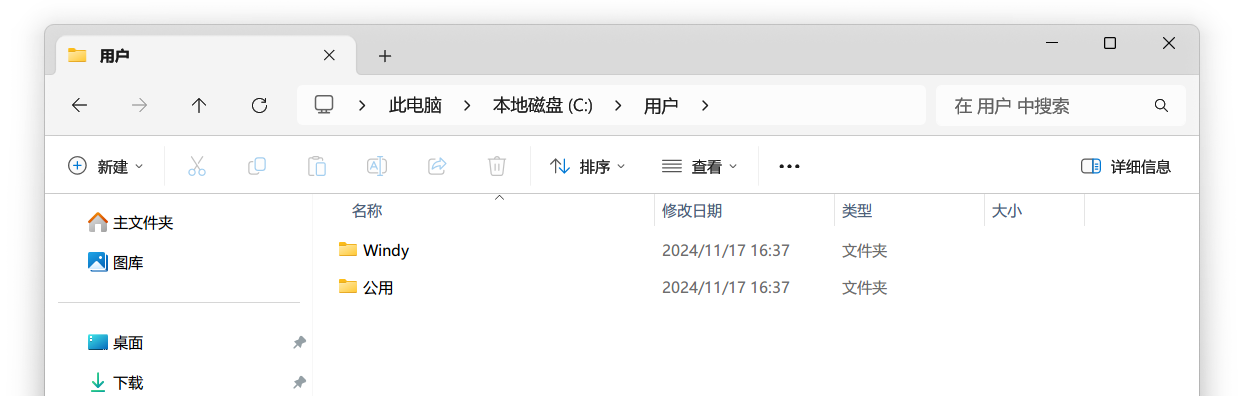 用户
此电脑 本地磁盘 (C:) 用户
在 用户 中搜索
新建 排序 查看 详细信息
主文件夹
图库
桌面
下载
名称 修改日期 类型 大小
Windy 2024/11/17 16:37 文件夹
公用 2024/11/17 16:37 文件夹